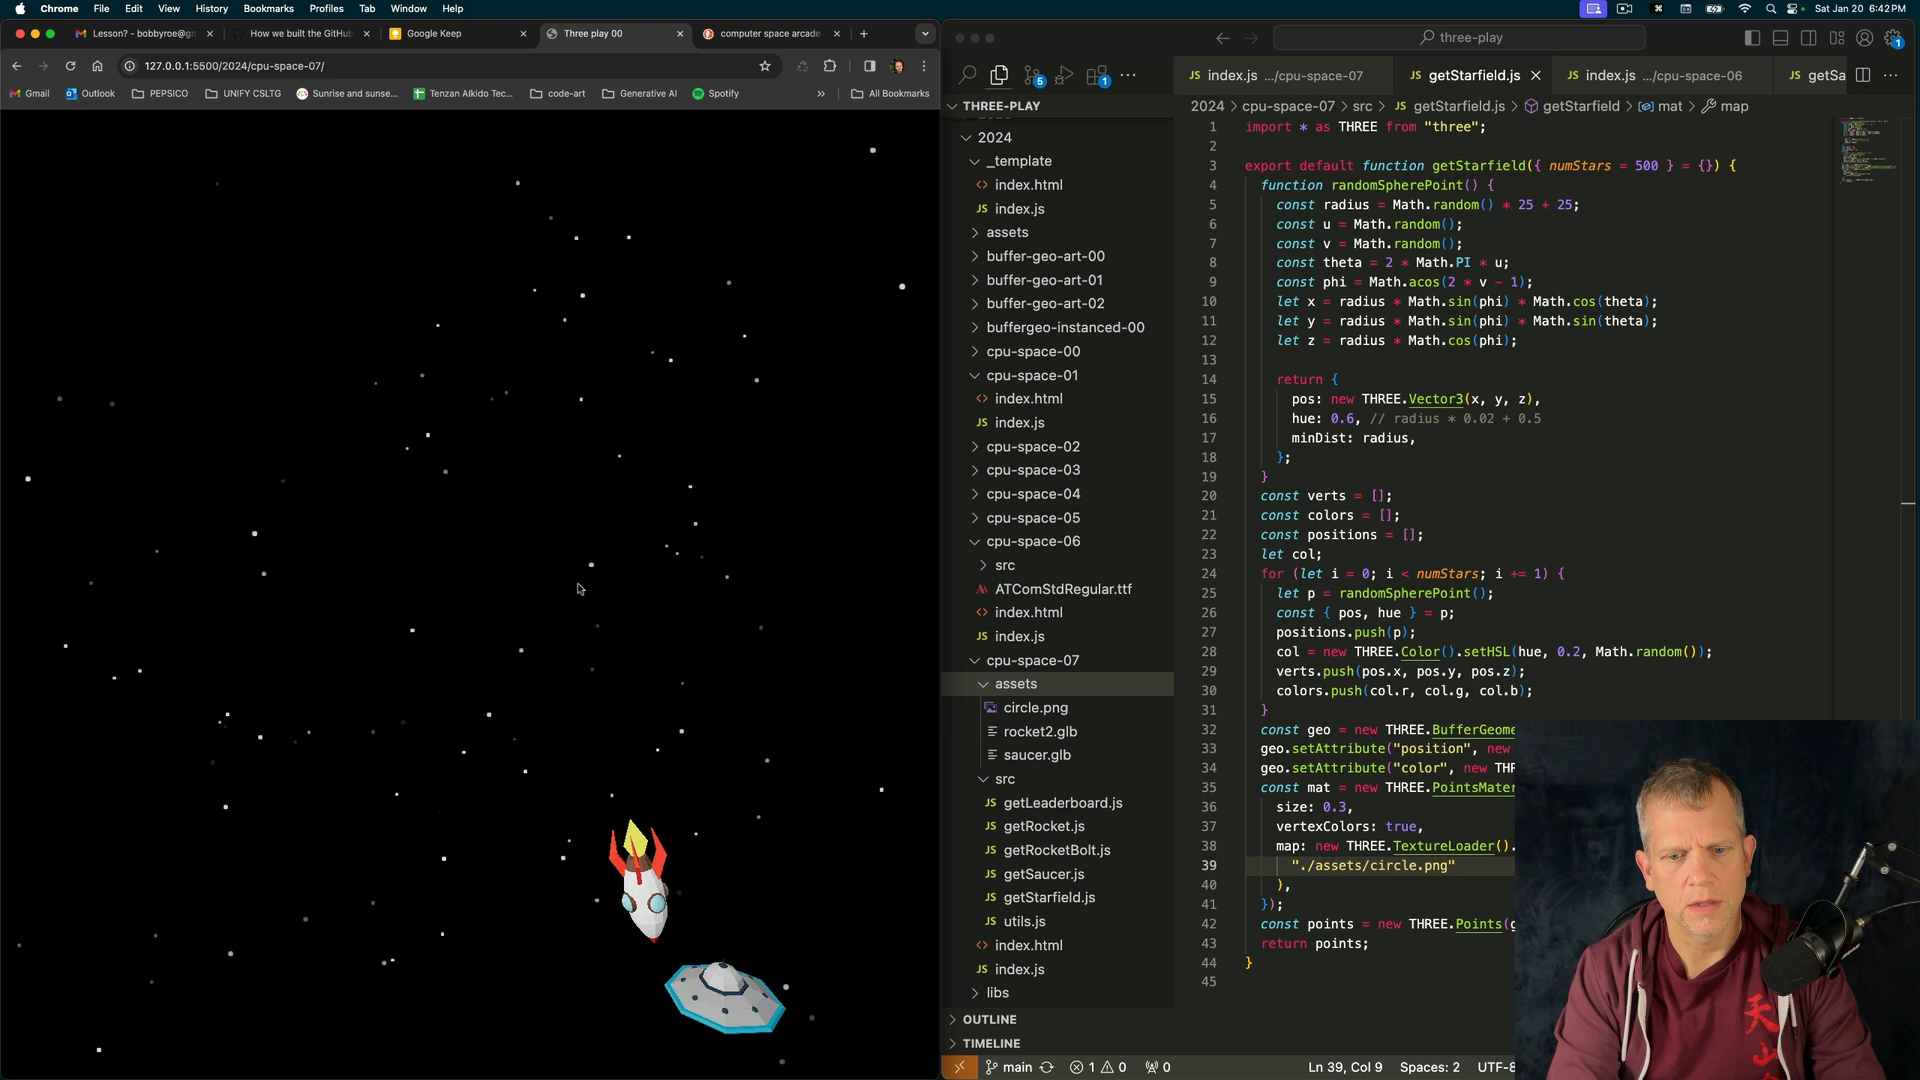 Chrome File Edit View History Bookmarks Profiles Tab Window Help
Sat Jan 20 6:42 PM
Lesson? - bobbyroe@gm
How we built the GitHub
Google Keep
Three play 00
computer space arcade
127.0.0.1:5500/2024/cpu-space-07/
Gmail Outlook PEPSICO UNIFY CSLTG Sunrise and sunse... Tenzan AIkido Tec... code-art Generative AI Spotify » All Bookmarks
three-play
1
5
1
index.js .../cpu-space-07
getStarfield.js
index.js .../cpu-space-06
getSa
THREE-PLAY
2024
_template
index.html
index.js
assets
buffer-geo-art-00
buffer-geo-art-01
buffer-geo-art-02
buffergeo-instanced-00
cpu-space-00
cpu-space-01
index.html
index.js
cpu-space-02
cpu-space-03
cpu-space-04
cpu-space-05
cpu-space-06
src
ATComStdRegular.ttf
index.html
index.js
cpu-space-07
assets
circle.png
rocket2.glb
saucer.glb
src
getLeaderboard.js
getRocket.js
getRocketBolt.js
getSaucer.js
getStarfield.js
utils.js
index.html
index.js
libs
OUTLINE
TIMELINE
2024 > cpu-space-07 > src > JS getStarfield.js > getStarfield > mat > map
1 import * as THREE from "three";
2
3 export default function getStarfield({ numStars = 500 } = {}) {
4 function randomSpherePoint() {
5 const radius = Math.random() * 25 + 25;
6 const u = Math.random();
7 const v = Math.random();
8 const theta = 2 * Math.PI * u;
9 const phi = Math.acos(2 * v - 1);
10 let x = radius * Math.sin(phi) * Math.cos(theta);
11 let y = radius * Math.sin(phi) * Math.sin(theta);
12 let z = radius * Math.cos(phi);
13
14 return {
15 pos: new THREE.Vector3(x, y, z),
16 hue: 0.6, // radius * 0.02 + 0.5
17 minDist: radius,
18 };
19 }
20 const verts = [];
21 const colors = [];
22 const positions = [];
23 let col;
24 for (let i = 0; i < numStars; i += 1) {
25 let p = randomSpherePoint();
26 const { pos, hue } = p;
27 positions.push(p);
28 col = new THREE.Color().setHSL(hue, 0.2, Math.random());
29 verts.push(pos.x, pos.y, pos.z);
30 colors.push(col.r, col.g, col.b);
31 }
32 const geo = new THREE.BufferGeome
33 geo.setAttribute("position", new
34 geo.setAttribute("color", new THR
35 const mat = new THREE.PointsMater
36 size: 0.3,
37 vertexColors: true,
38 map: new THREE.TextureLoader().
39 "./assets/circle.png"
40 ),
41 });
42 const points = new THREE.Points(g
43 return points;
44 }
45
main 1 0 0 Ln 39, Col 9 Spaces: 2 UTF-8
天
山